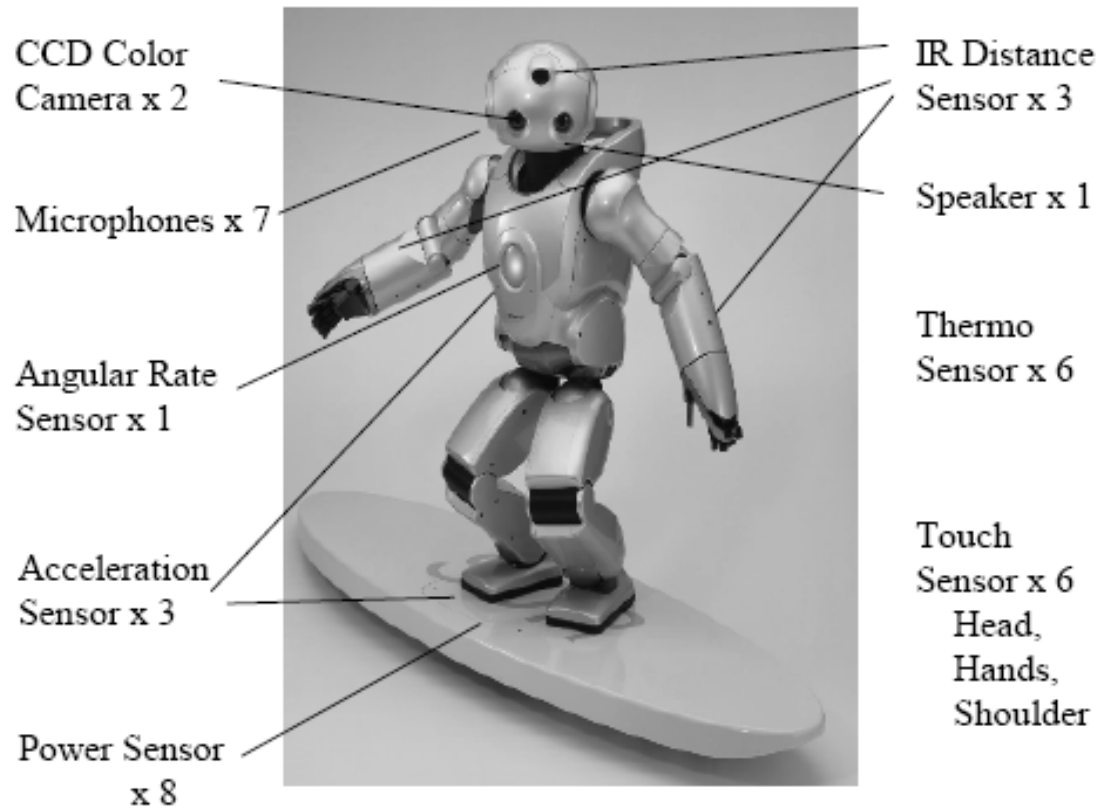 CCD Color
Camera x 2
Microphones x 7
Angular Rate
Sensor x 1
Acceleration
Sensor x 3
Power Sensor
x 8
IR Distance
Sensor x 3
Speaker x 1
Thermo
Sensor x 6
Touch
Sensor x 6
Head,
Hands,
Shoulder